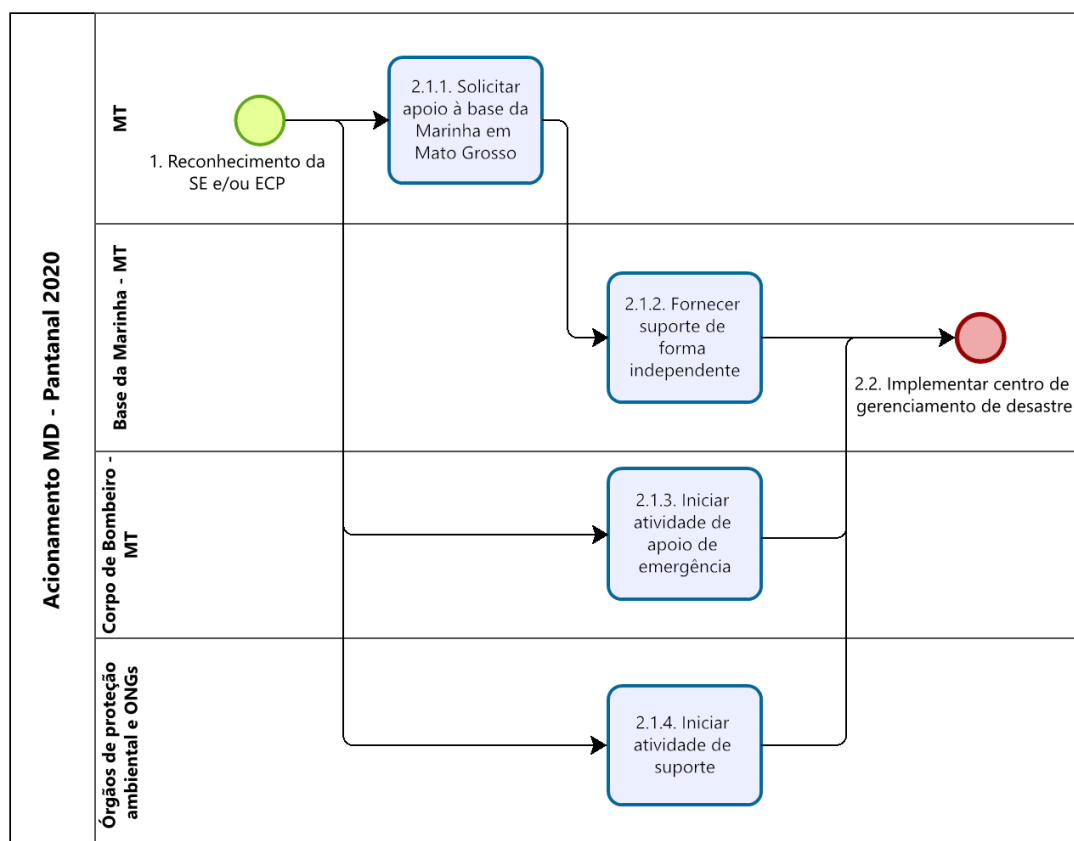 Acionamento MD - Pantanal 2020
MT
1. Reconhecimento da
SE e/ou ECP
2.1.1. Solicitar
apoio à base da
Marinha em
Mato Grosso
Base da Marinha - MT
2.1.2. Fornecer
suporte de
forma
independente
2.2. Implementar centro de
gerenciamento de desastre
Corpo de Bombeiro -
MT
2.1.3. Iniciar
atividade de
apoio de
emergência
Órgãos de proteção
ambiental e ONGs
2.1.4. Iniciar
atividade de
suporte